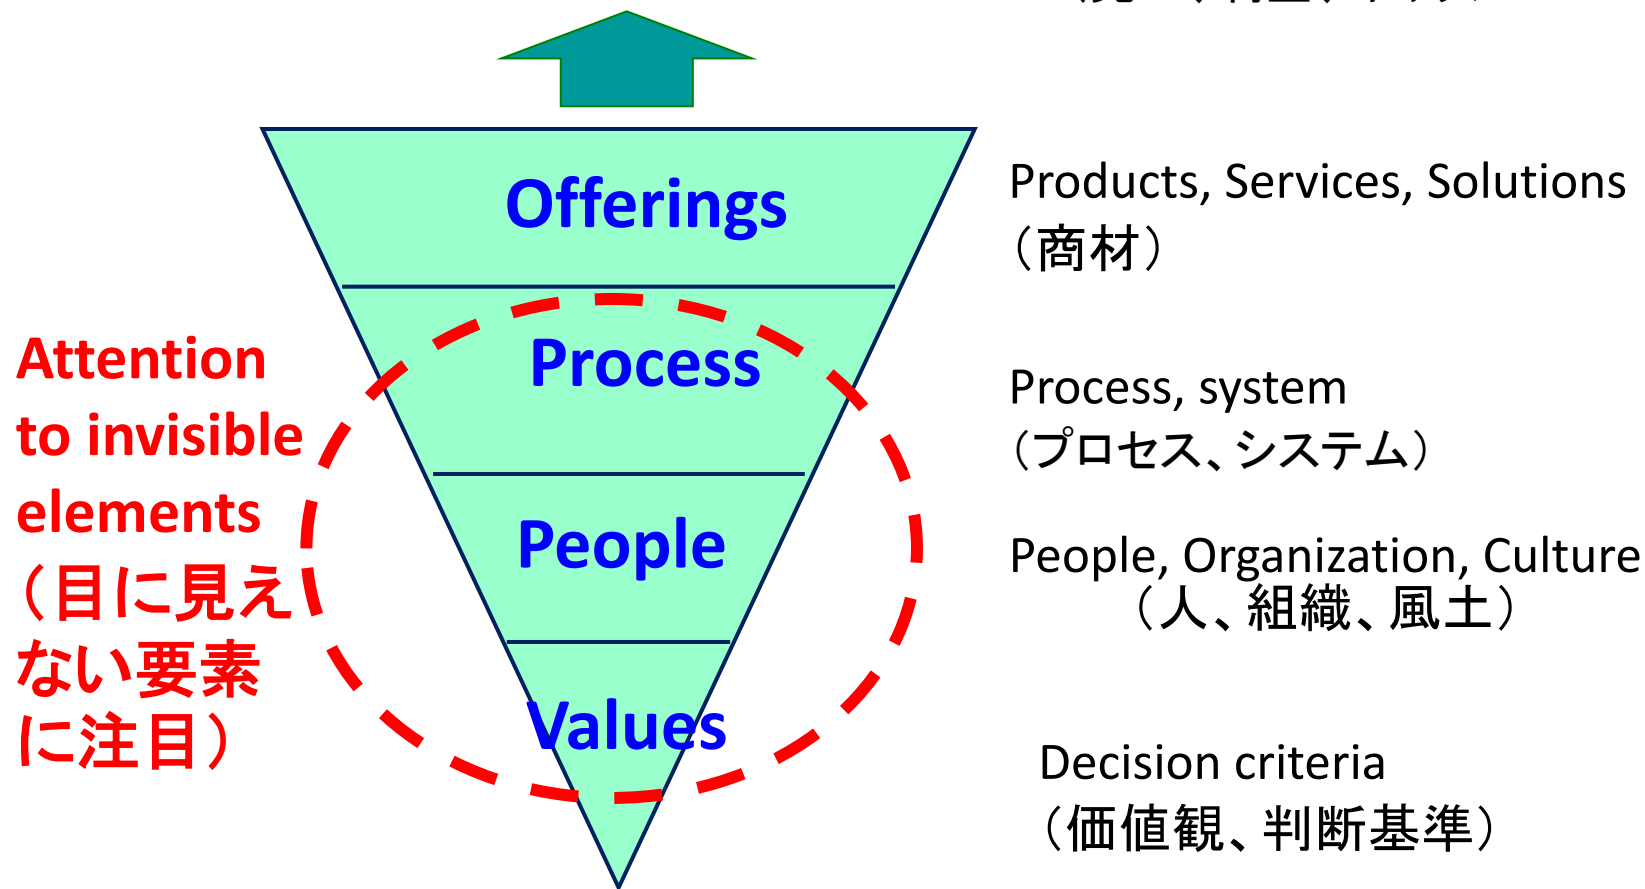 Offerings
Products, Services, Solutions
（商材）
Process
Process, system
（プロセス、システム）
Attention
to invisible
elements
（目に見え
ない要素
に注目）
People
People, Organization, Culture
（人、組織、風土）
Values
Decision criteria
（価値観、判断基準）